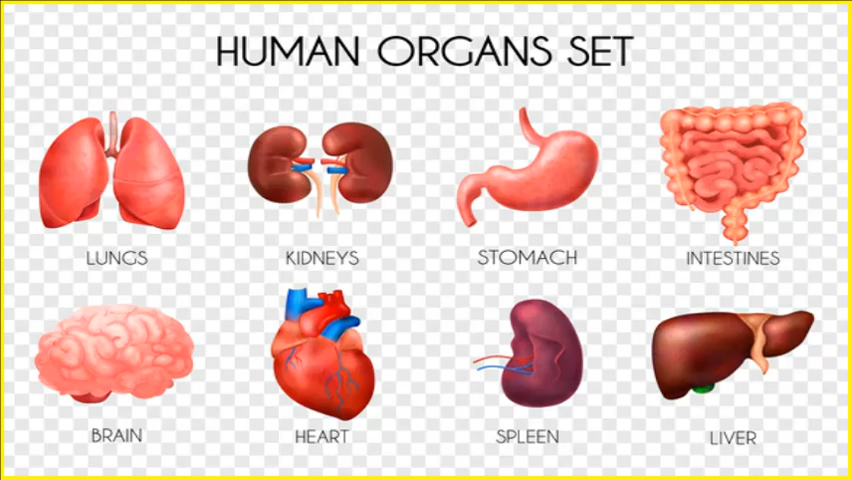 HUMAN ORGANS SET
LUNGS
KIDNEYS
STOMACH
INTESTINES
BRAIN
HEART
SPLEEN
LIVER